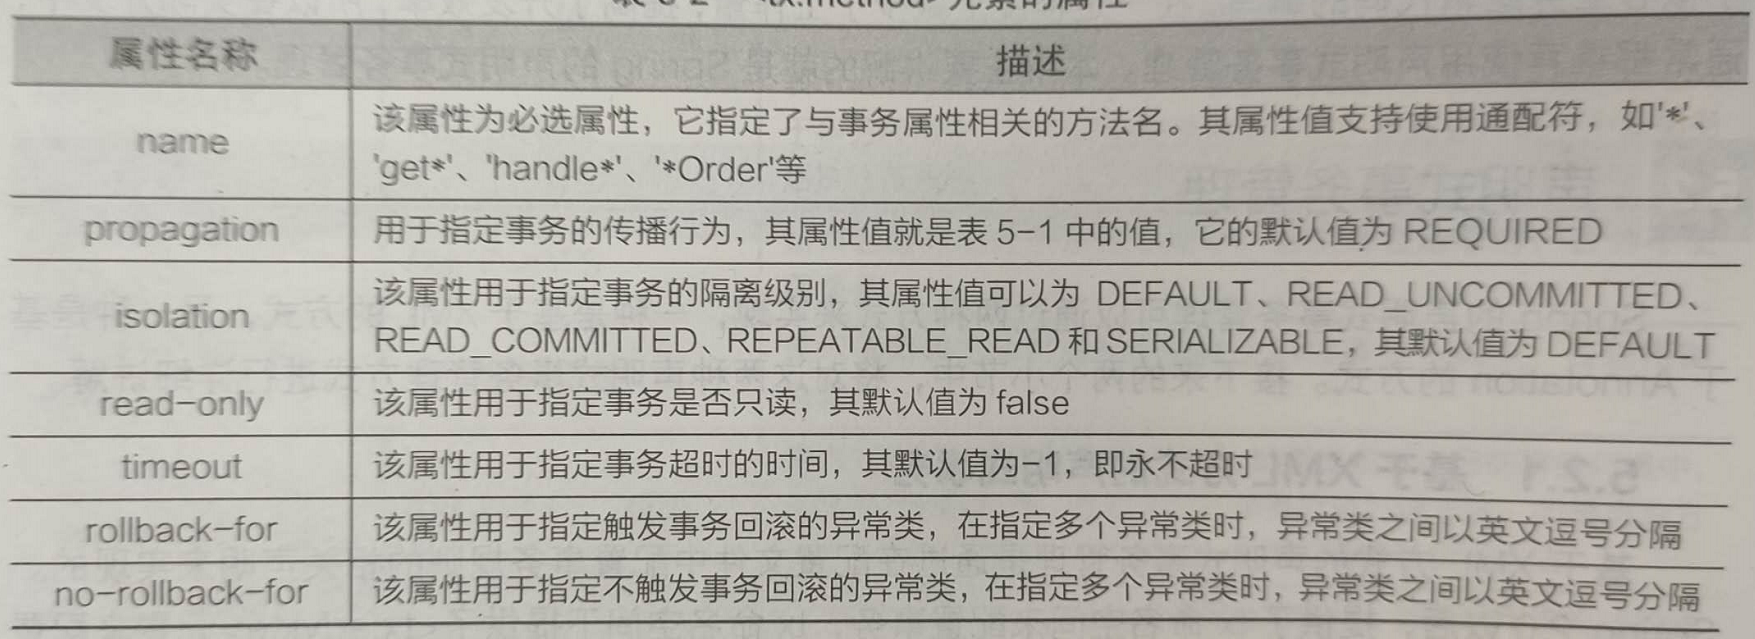 属性名称 描述
name 该属性为必选属性，它指定了与事务属性相关的方法名。其属性值支持使用通配符，如'*'、
'get*'、'handle*'、'*Order'等
propagation 用于指定事务的传播行为，其属性值就是表 5-1 中的值，它的默认值为 REQUIRED
isolation 该属性用于指定事务的隔离级别，其属性值可以为 DEFAULT、READ_UNCOMMITTED、
READ_COMMITTED、REPEATABLE_READ 和 SERIALIZABLE，其默认值为 DEFAULT
read-only 该属性用于指定事务是否只读，其默认值为 false
timeout 该属性用于指定事务超时的时间，其默认值为-1，即永不超时
rollback-for 该属性用于指定触发事务回滚的异常类，在指定多个异常类时，异常类之间以英文逗号分隔
no-rollback-for 该属性用于指定不触发事务回滚的异常类，在指定多个异常类时，异常类之间以英文逗号分隔